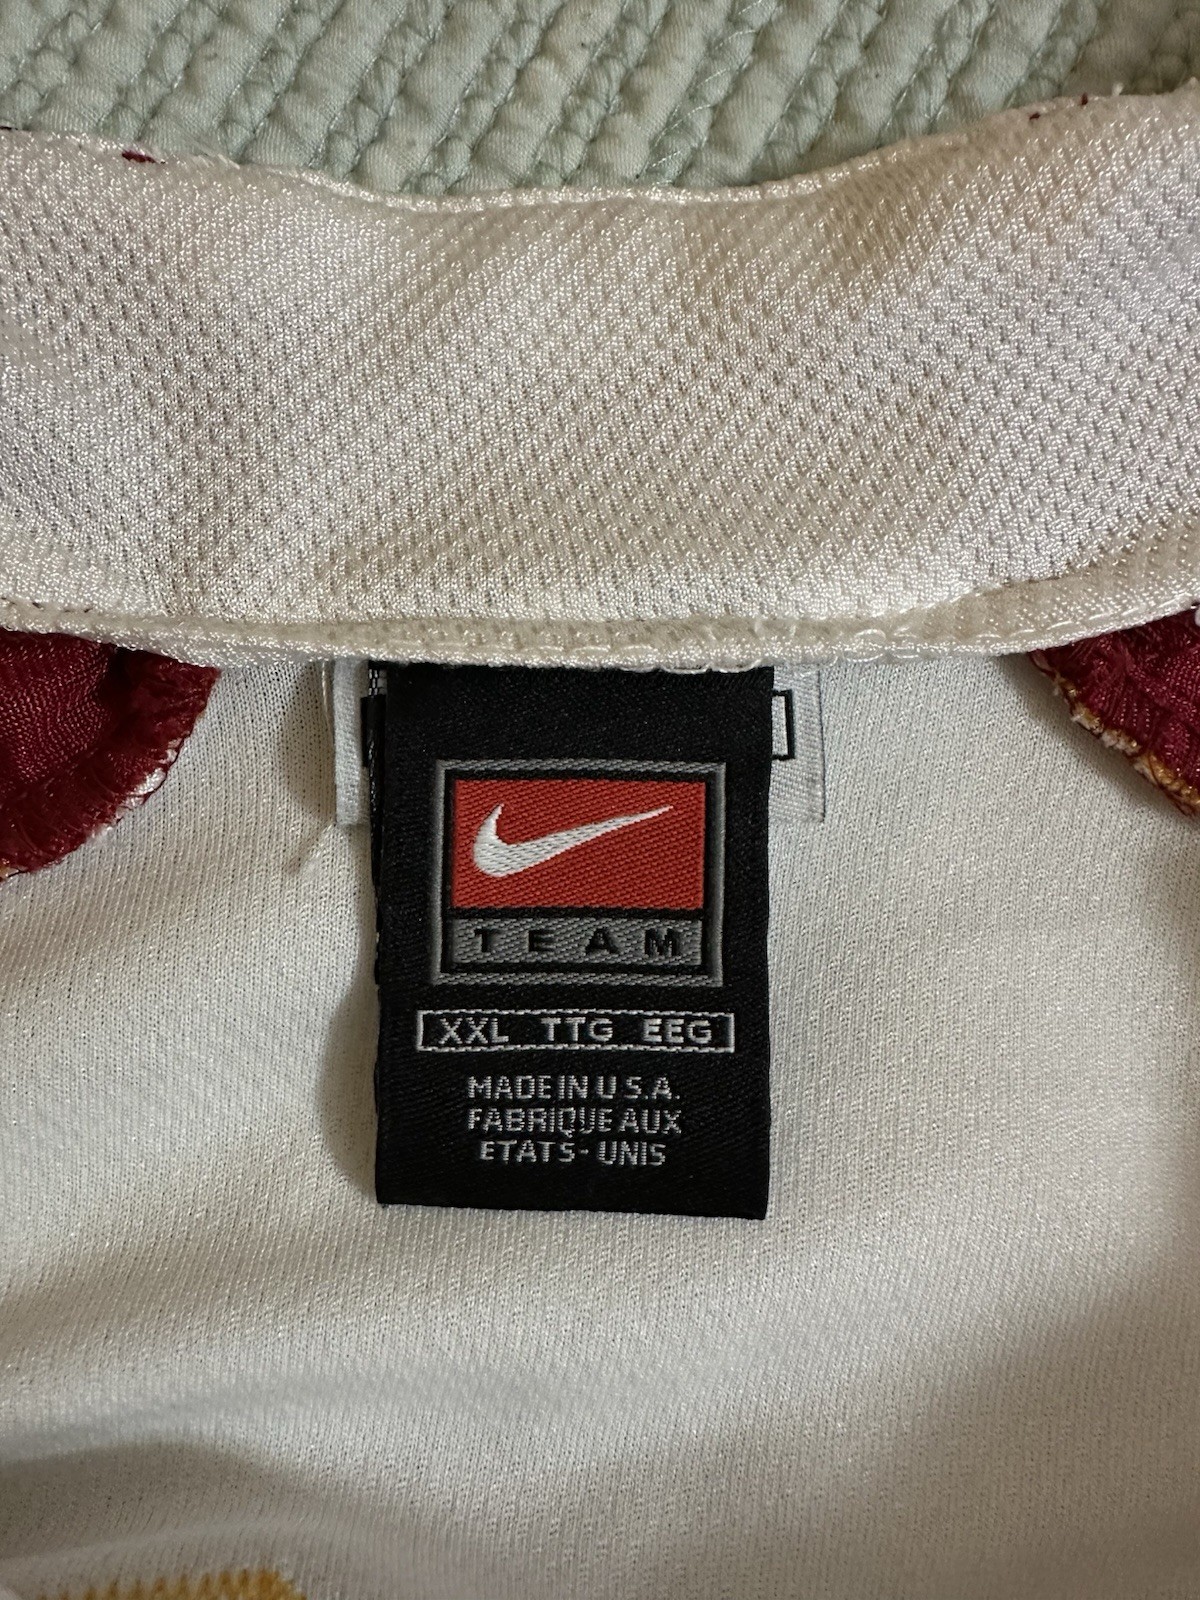 TEAM
XXL TTG EEG
MADE IN U.S.A.
FABRIQUE AUX
ETATS-UNIS